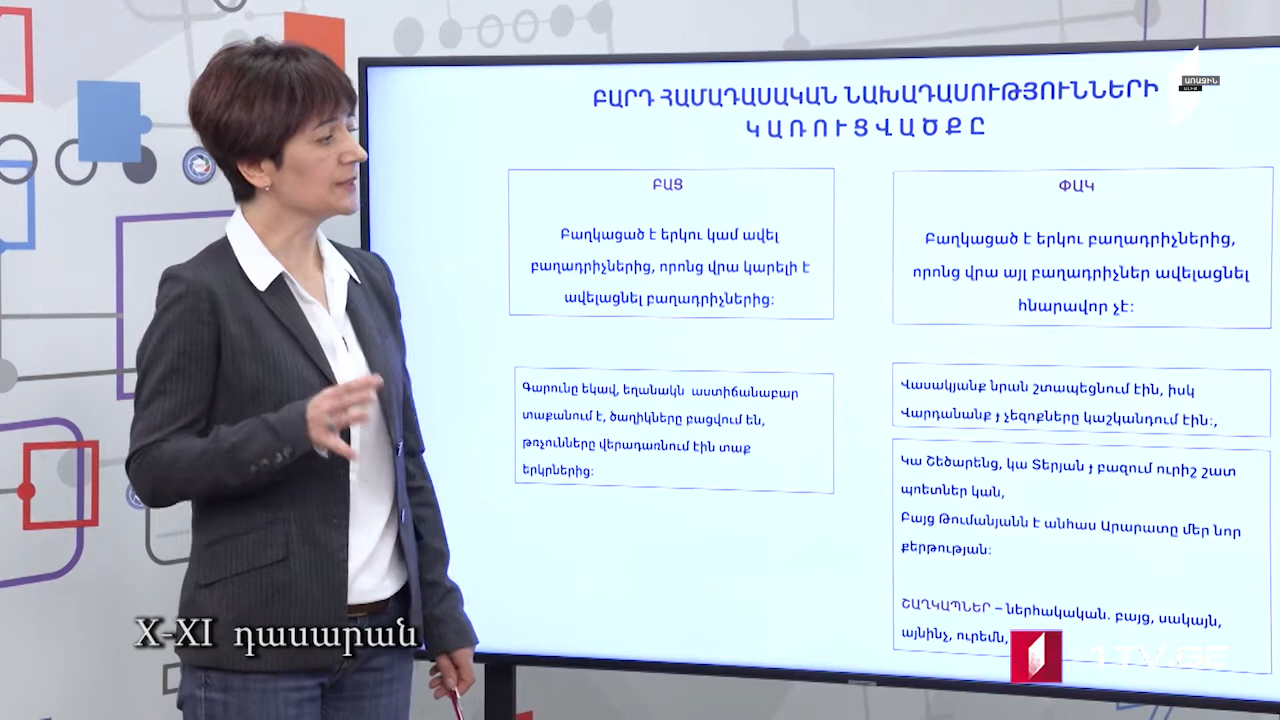 ԲԱՐԴ ՀԱՄԱԴԱՍԱԿԱՆ ՆԱԽԱԴԱՍՈՒԹՅՈՒՆՆԵՐԻ
ԿԱՌՈՒՑՎԱԾՔԸ
ԱՌԱՋԻՆ
ԱԼԻՔ
ԲԱՑ
Բաղկացած է երկու կամ ավել
բաղադրիչներից, որոնց վրա կարելի է
ավելացնել բաղադրիչներից։
ՓԱԿ
Բաղկացած է երկու բաղադրիչներից,
որոնց վրա այլ բաղադրիչներ ավելացնել
հնարավոր չէ։
Գարունը եկավ, եղանակն աստիճանաբար
տաքանում է, ծաղիկները բացվում են,
թռչունները վերադառնում էին տաք
երկրներից։
Վասակյանք նրան շտապեցնում էին, իսկ
Վարդանանք ֈ չեզոքները կաշկանդում էին։,
Կա Շեծարենց, կա Տերյան ֈ բազում ուրիշ շատ
պոետներ կան,
Բայց Թումանյանն է անհաս Արարատը մեր նոր
քերթության։
ՇԱՂԿԱՊՆԵՐ – ներհակական. բայց, սակայն,
այնինչ, ուրեմն,
X-XI դասարան
1TV.GE